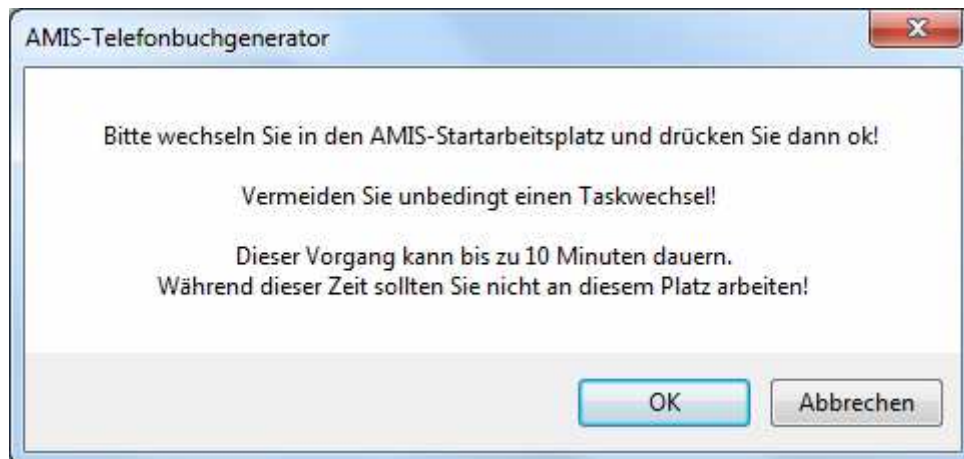 AMIS-Telefonbuchgenerator
Bitte wechseln Sie in den AMIS-Startarbeitsplatz und drücken Sie dann ok!
Vermeiden Sie unbedingt einen Taskwechsel!
Dieser Vorgang kann bis zu 10 Minuten dauern.
Während dieser Zeit sollten Sie nicht an diesem Platz arbeiten!
OK
Abbrechen